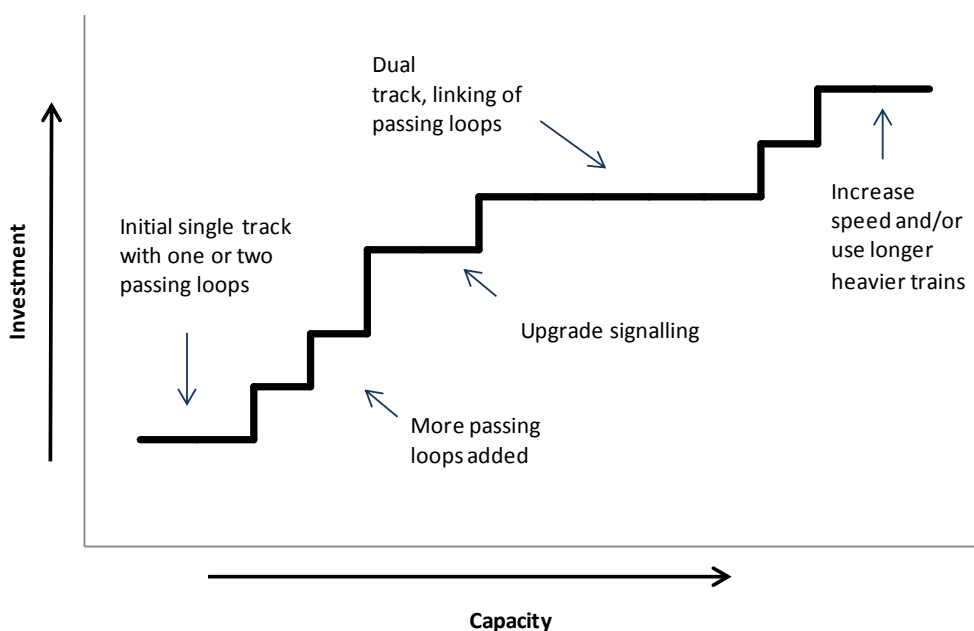 Dual
track, linking of
passing loops
Initial single track
with one or two
passing loops
Increase
speed and/or
use longer
heavier trains
Investment
Upgrade signalling
More passing
loops added
Capacity